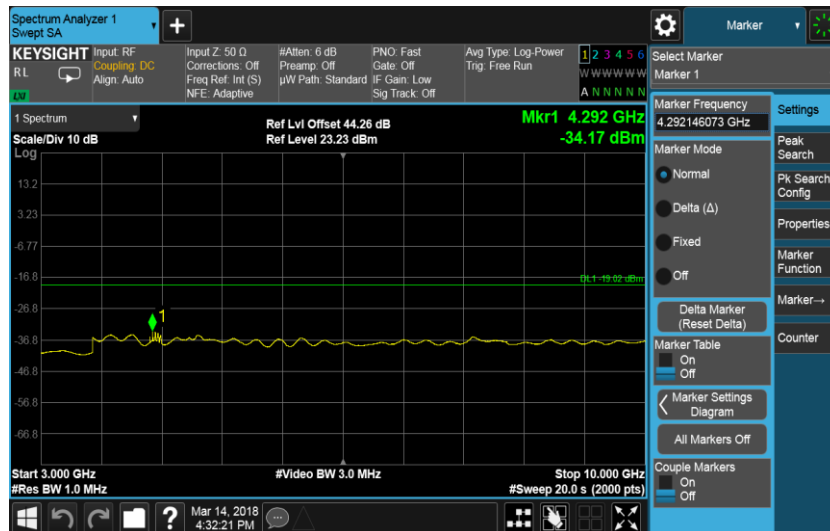 Spectrum Analyzer 1
Swept SA
+
Marker
KEYSIGHT
RL
LXI
Input: RF
Coupling: DC
Align: Auto
Input Z: 50 Ω
Corrections: Off
Freq Ref: Int (S)
NFE: Adaptive
#Atten: 6 dB
Preamp: Off
µW Path: Standard
PNO: Fast
Gate: Off
IF Gain: Low
Sig Track: Off
Avg Type: Log-Power
Trig: Free Run
1 2 3 4 5 6
W W W W W W
A N N N N N
Select Marker
Marker 1
1 Spectrum
Scale/Div 10 dB
Ref Lvl Offset 44.26 dB
Ref Level 23.23 dBm
Mkr1 4.292 GHz
-34.17 dBm
Log
13.2
3.23
-6.77
-16.8
-26.8
-36.8
-46.8
-56.8
-66.8
DL1 -19.02 dBm
1
Start 3.000 GHz
#Res BW 1.0 MHz
#Video BW 3.0 MHz
Stop 10.000 GHz
#Sweep 20.0 s (2000 pts)
Marker Frequency
4.292146073 GHz
Marker Mode
Normal
Delta (Δ)
Fixed
Off
Delta Marker
(Reset Delta)
Marker Table
On
Off
Marker Settings
Diagram
All Markers Off
Couple Markers
On
Off
Settings
Peak
Search
Pk Search
Config
Properties
Marker
Function
Marker→
Counter
?
Mar 14, 2018
4:32:21 PM